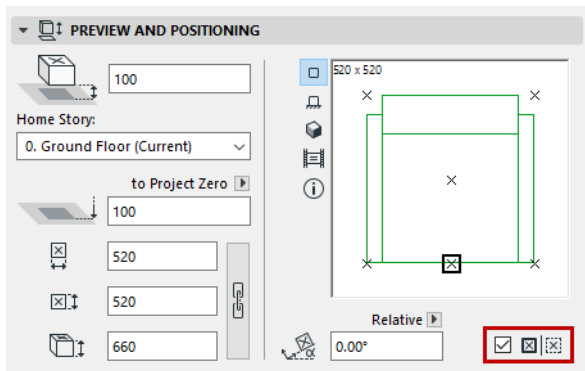 PREVIEW AND POSITIONING
100
Home Story:
0. Ground Floor (Current)
to Project Zero
100
520
520
660
520 x 520
Relative
α
0.00°